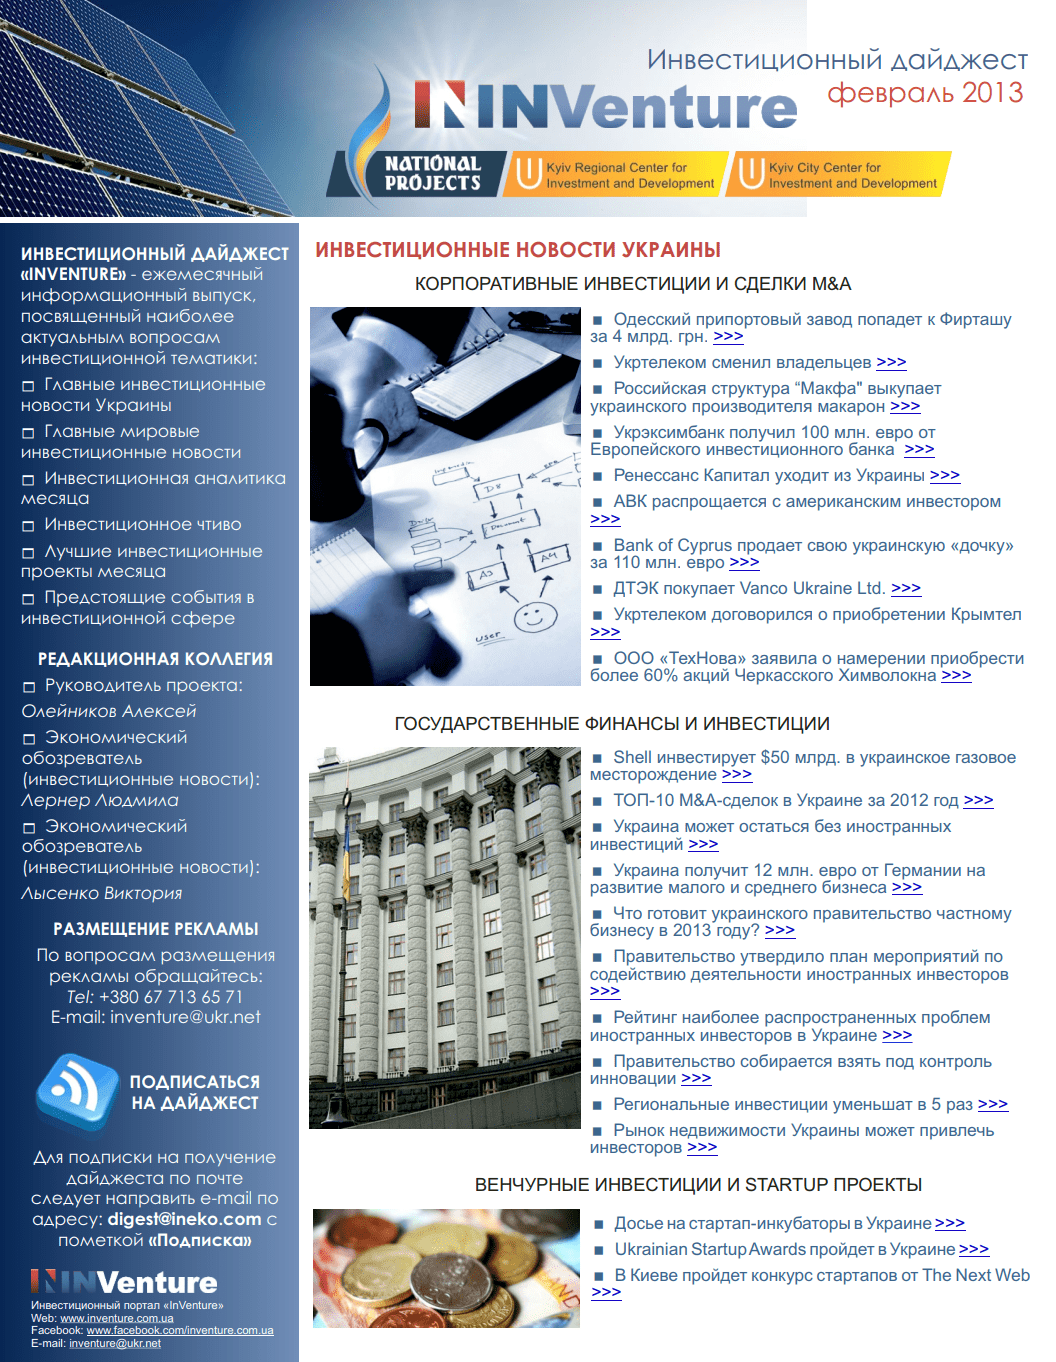 Инвестиционный дайджест
февраль 2013
INVenture
NATIONAL
PROJECTS
Kyiv Regional Center for
Investment and Development
Kyiv City Center for
Investment and Development
ИНВЕСТИЦИОННЫЙ ДАЙДЖЕСТ
«INVENTURE» - ежемесячный
информационный выпуск,
посвященный наиболее
актуальным вопросам
инвестиционной тематики:
Главные инвестиционные
новости Украины
Главные мировые
инвестиционные новости
Инвестиционная аналитика
месяца
Инвестиционное чтиво
Лучшие инвестиционные
проекты месяца
Предстоящие события в
инвестиционной сфере
РЕДАКЦИОННАЯ КОЛЛЕГИЯ
Руководитель проекта:
Олейников Алексей
Экономический
обозреватель
(инвестиционные новости):
Лернер Людмила
Экономический
обозреватель
(инвестиционные новости):
Лысенко Виктория
РАЗМЕЩЕНИЕ РЕКЛАМЫ
По вопросам размещения
рекламы обращайтесь:
Tel: +380 67 713 65 71
E-mail: inventure@ukr.net
ПОДПИСАТЬСЯ
НА ДАЙДЖЕСТ
Для подписки на получение
дайджеста по почте
следует направить e-mail по
адресу: digest@ineko.com с
пометкой «Подписка»
INVenture
Инвестиционный портал «InVenture»
Web: www.inventure.com.ua
Facebook: www.facebook.com/inventure.com.ua
E-mail: inventure@ukr.net
ИНВЕСТИЦИОННЫЕ НОВОСТИ УКРАИНЫ
КОРПОРАТИВНЫЕ ИНВЕСТИЦИИ И СДЕЛКИ M&A
Одесский припортовый завод попадет к Фирташу
за 4 млрд. грн. >>>
Укртелеком сменил владельцев >>>
Российская структура “Макфа" выкупает
украинского производителя макарон >>>
Укрэксимбанк получил 100 млн. евро от
Европейского инвестиционного банка >>>
Ренессанс Капитал уходит из Украины >>>
АВК распрощается с американским инвестором
>>>
Bank of Cyprus продает свою украинскую «дочку»
за 110 млн. евро >>>
ДТЭК покупает Vanco Ukraine Ltd. >>>
Укртелеком договорился о приобретении Крымтел
>>>
ООО «ТехНова» заявила о намерении приобрести
более 60% акций Черкасского Химволокна >>>
DK
Document
A3
A4
user
ГОСУДАРСТВЕННЫЕ ФИНАНСЫ И ИНВЕСТИЦИИ
Shell инвестирует $50 млрд. в украинское газовое
месторождение >>>
ТОП-10 M&A-сделок в Украине за 2012 год >>>
Украина может остаться без иностранных
инвестиций >>>
Украина получит 12 млн. евро от Германии на
развитие малого и среднего бизнеса >>>
Что готовит украинского правительство частному
бизнесу в 2013 году? >>>
Правительство утвердило план мероприятий по
содействию деятельности иностранных инвесторов
>>>
Рейтинг наиболее распространенных проблем
иностранных инвесторов в Украине >>>
Правительство собирается взять под контроль
инновации >>>
Региональные инвестиции уменьшат в 5 раз >>>
Рынок недвижимости Украины может привлечь
инвесторов >>>
ВЕНЧУРНЫЕ ИНВЕСТИЦИИ И STARTUP ПРОЕКТЫ
Досье на стартап-инкубаторы в Украине >>>
Ukrainian Startup Awards пройдет в Украине >>>
В Киеве пройдет конкурс стартапов от The Next Web
>>>